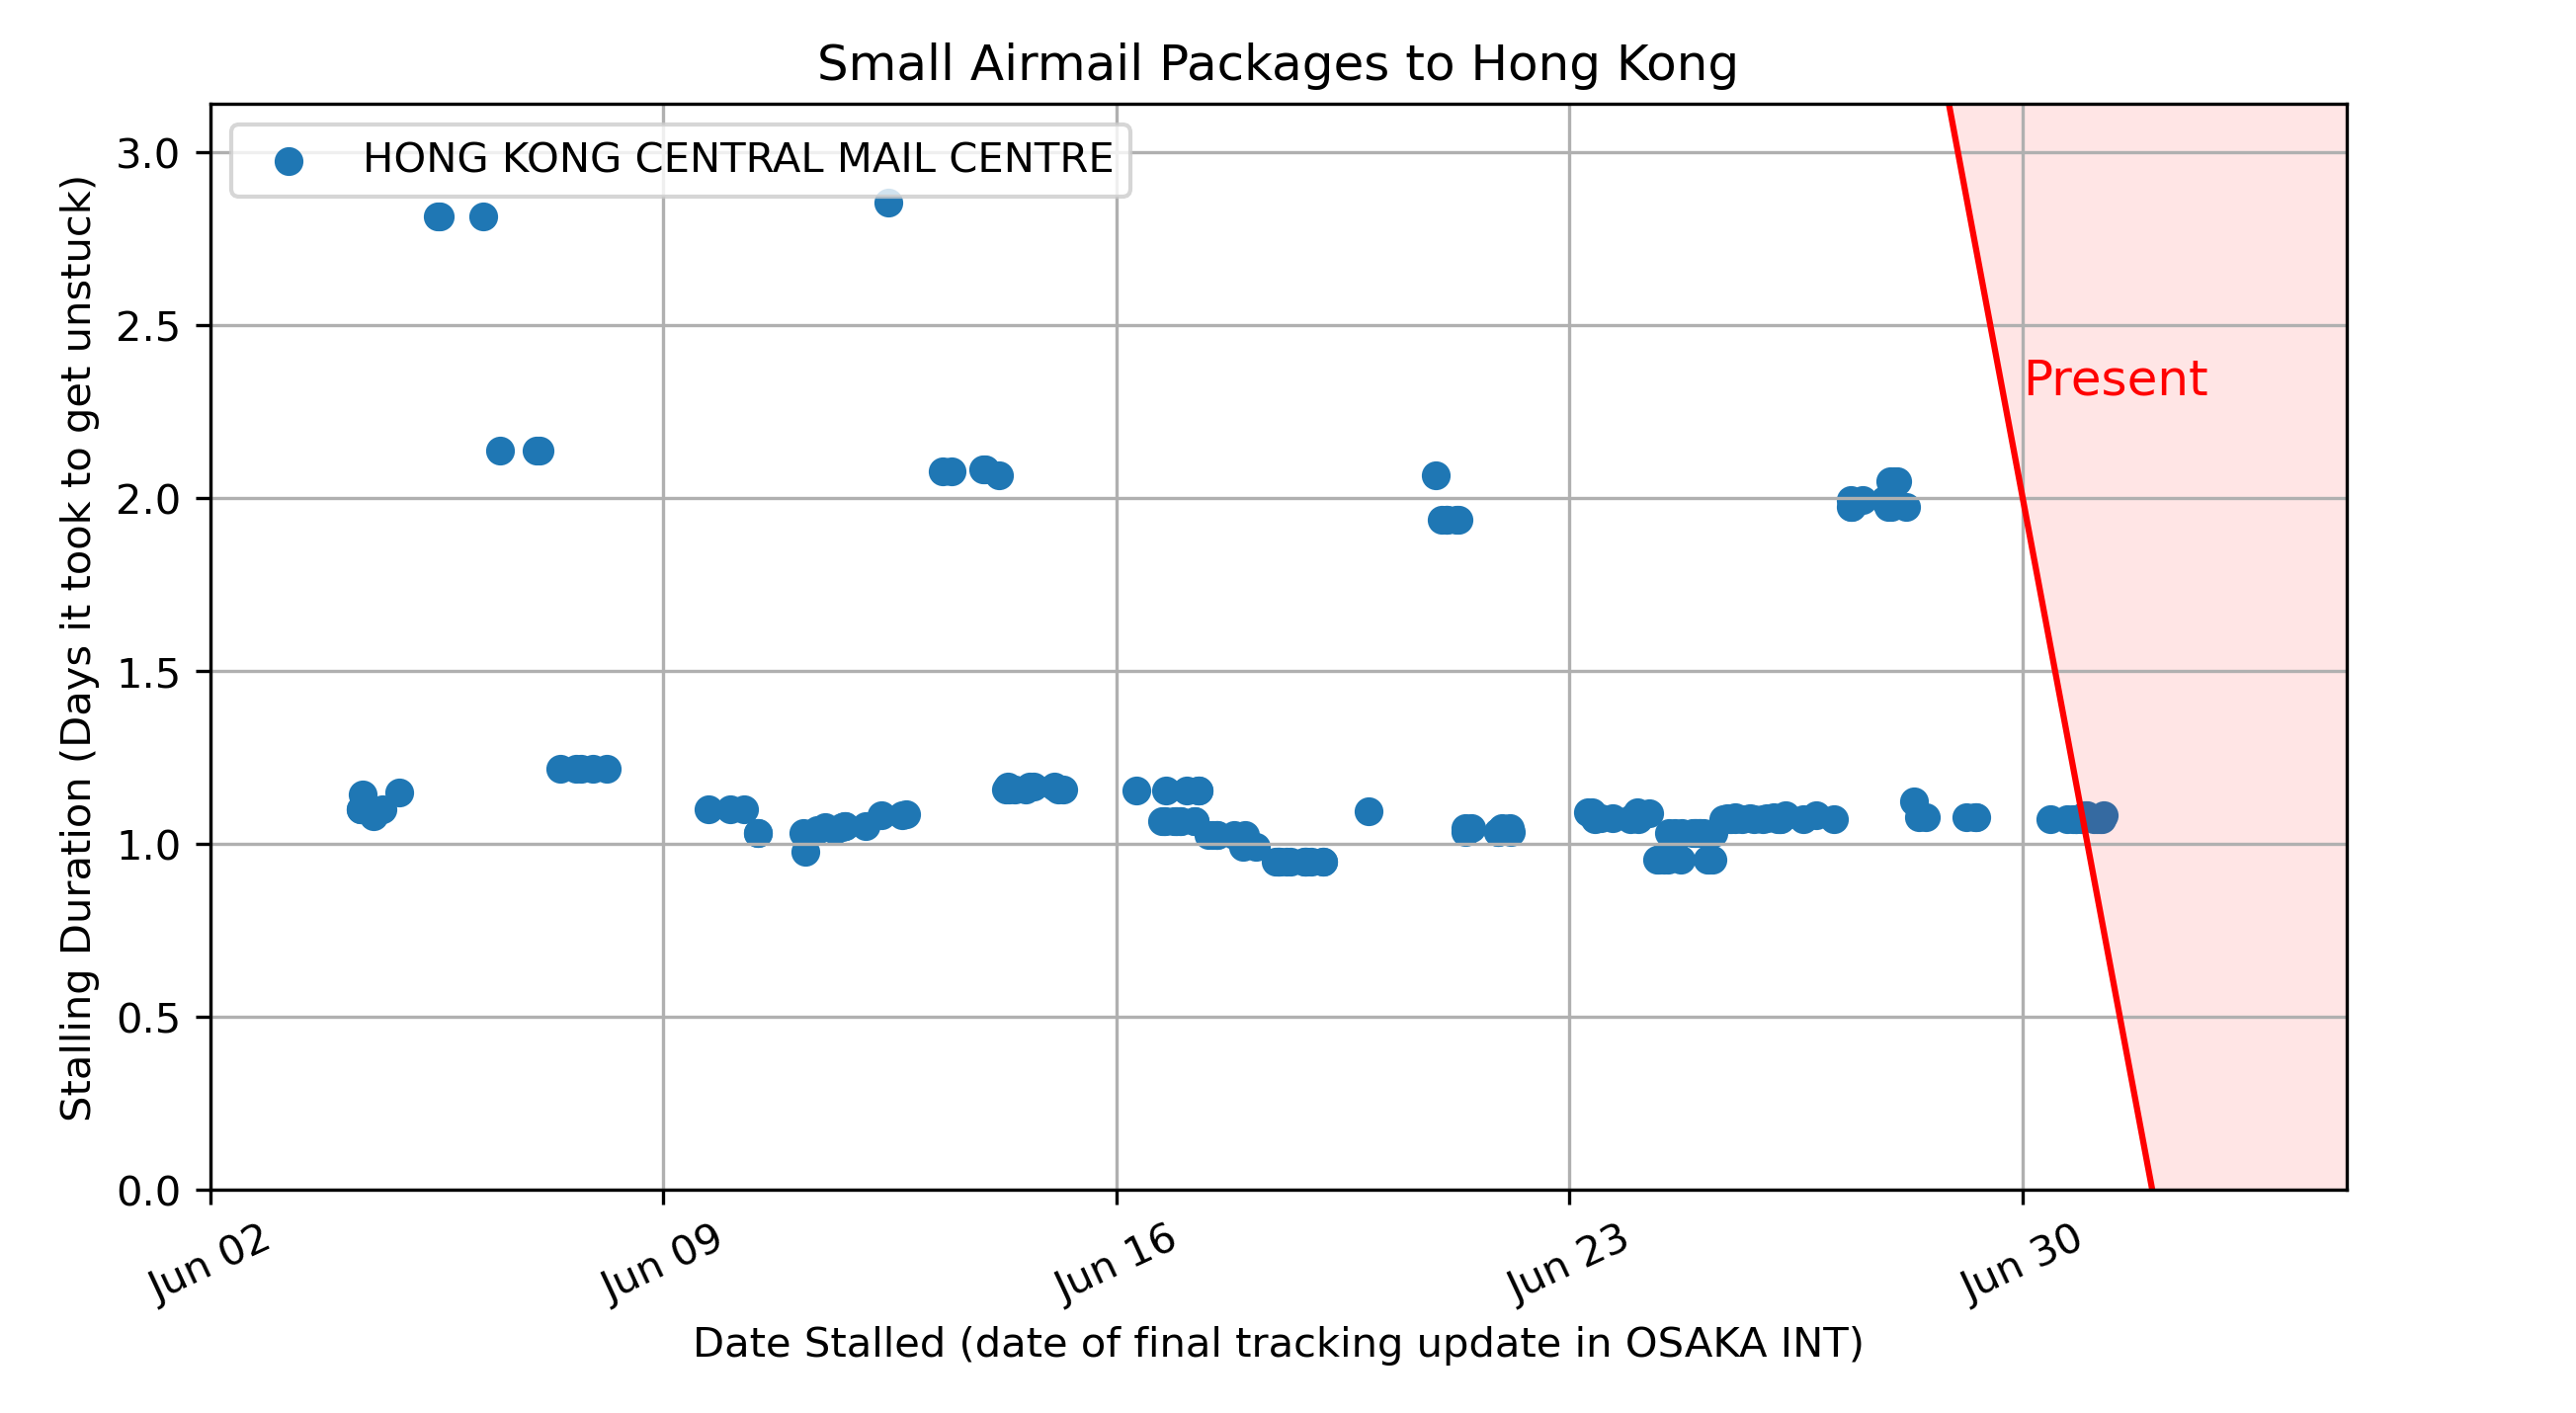 Small Airmail Packages to Hong Kong
HONG KONG CENTRAL MAIL CENTRE
Stalling Duration (Days it took to get unstuck)
3.0
2.5
2.0
1.5
1.0
0.5
0.0
Present
Jun 02
Jun 09
Jun 16
Jun 23
Jun 30
Date Stalled (date of final tracking update in OSAKA INT)